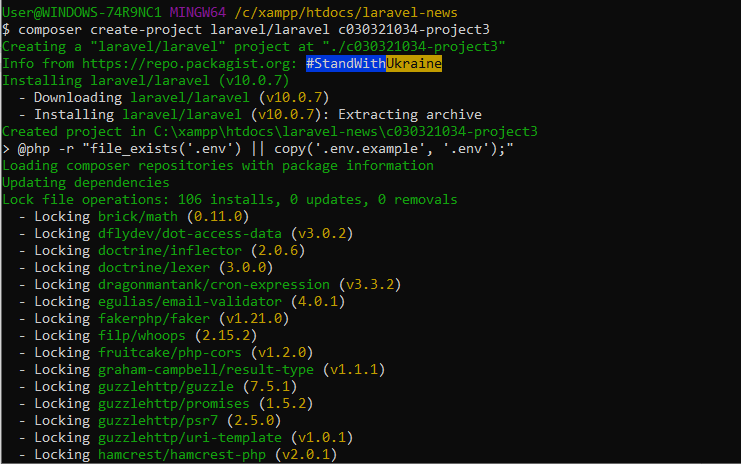 User@WINDOWS-74R9NC1 MINGW64 /c/xampp/htdocs/laravel-news
$ composer create-project laravel/laravel c030321034-project3
Creating a "laravel/laravel" project at "./c030321034-project3"
Info from https://repo.packagist.org: #StandWithUkraine
Installing laravel/laravel (v10.0.7)
  - Downloading laravel/laravel (v10.0.7)
  - Installing laravel/laravel (v10.0.7): Extracting archive
Created project in C:\xampp\htdocs\laravel-news\c030321034-project3
> @php -r "file_exists('.env') || copy('.env.example', '.env');"
Loading composer repositories with package information
Updating dependencies
Lock file operations: 106 installs, 0 updates, 0 removals
  - Locking brick/math (0.11.0)
  - Locking dflydev/dot-access-data (v3.0.2)
  - Locking doctrine/inflector (2.0.6)
  - Locking doctrine/lexer (3.0.0)
  - Locking dragonmantank/cron-expression (v3.3.2)
  - Locking egulias/email-validator (4.0.1)
  - Locking fakerphp/faker (v1.21.0)
  - Locking filp/whoops (2.15.2)
  - Locking fruitcake/php-cors (v1.2.0)
  - Locking graham-campbell/result-type (v1.1.1)
  - Locking guzzlehttp/guzzle (7.5.1)
  - Locking guzzlehttp/promises (1.5.2)
  - Locking guzzlehttp/psr7 (2.5.0)
  - Locking guzzlehttp/uri-template (v1.0.1)
  - Locking hamcrest/hamcrest-php (v2.0.1)